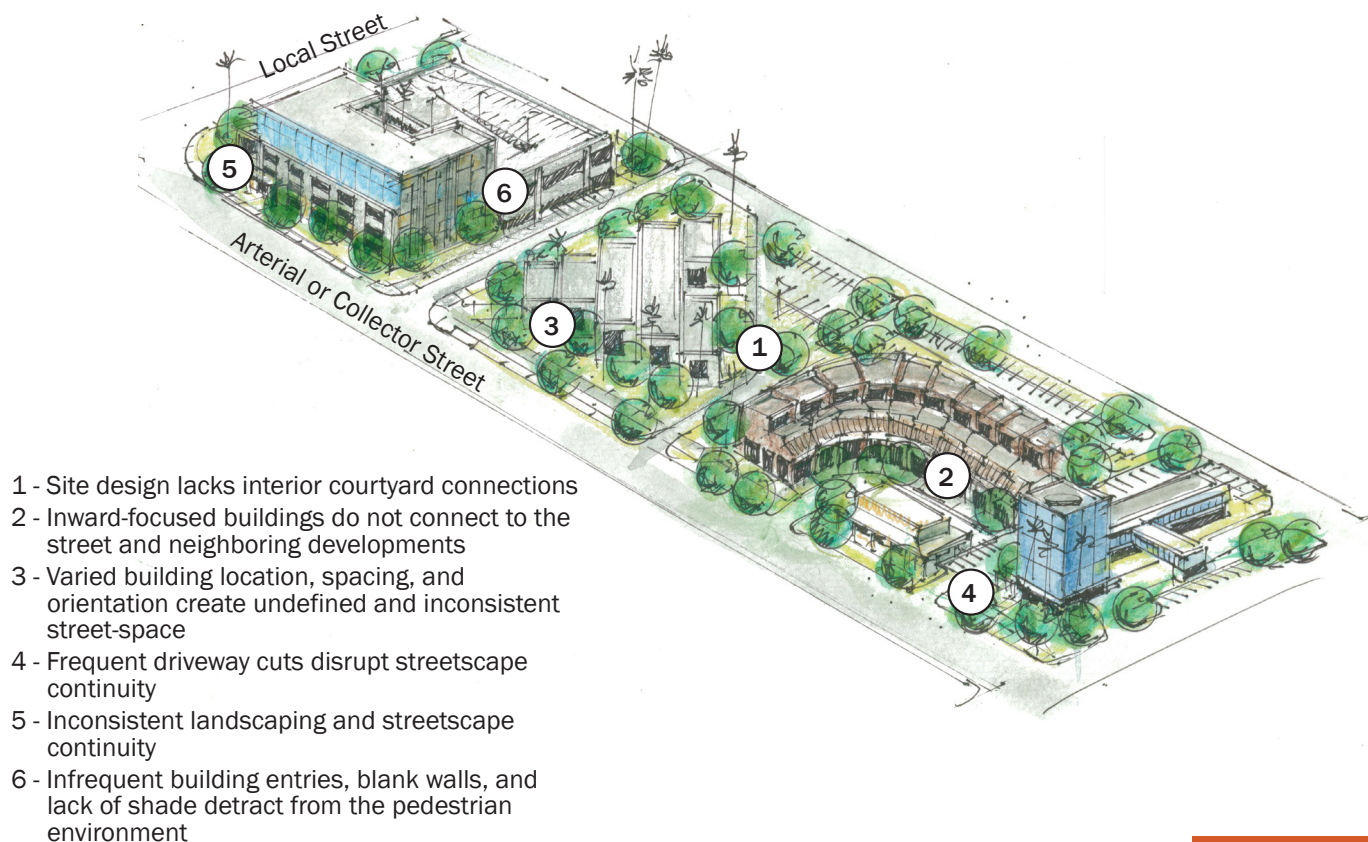 Local Street
5
6
Arterial or Collector Street
3
1
2
4
1 - Site design lacks interior courtyard connections
2 - Inward-focused buildings do not connect to the
street and neighboring developments
3 - Varied building location, spacing, and
orientation create undefined and inconsistent
street-space
4 - Frequent driveway cuts disrupt streetscape
continuity
5 - Inconsistent landscaping and streetscape
continuity
6 - Infrequent building entries, blank walls, and
lack of shade detract from the pedestrian
environment